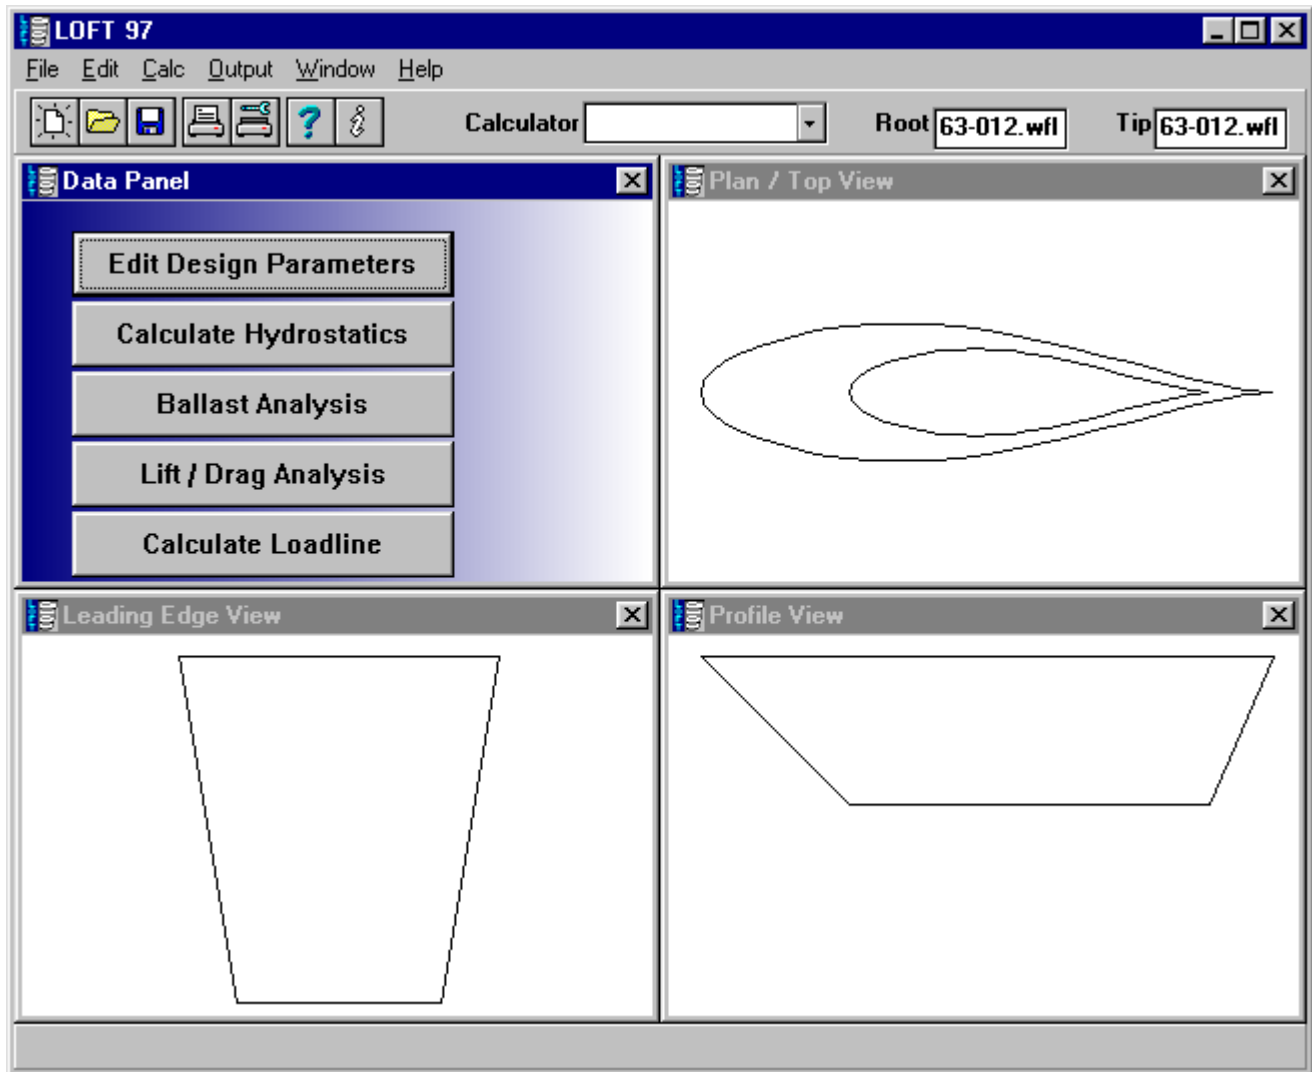 LOFT 97
File Edit Calc Output Window Help
Calculator Root 63-012.wfl Tip 63-012.wfl
Data Panel
Edit Design Parameters
Calculate Hydrostatics
Ballast Analysis
Lift / Drag Analysis
Calculate Loadline
Plan / Top View
Leading Edge View
Profile View